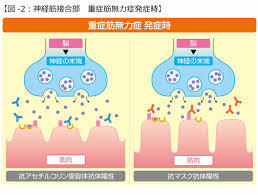 【図 -2：神経筋接合部　重症筋無力症発症時】
重症筋無力症 発症時
脳
神経の末端
筋肉
抗アセチルコリン受容体抗体陽性
脳
神経の末端
筋肉
抗マスク抗体陽性